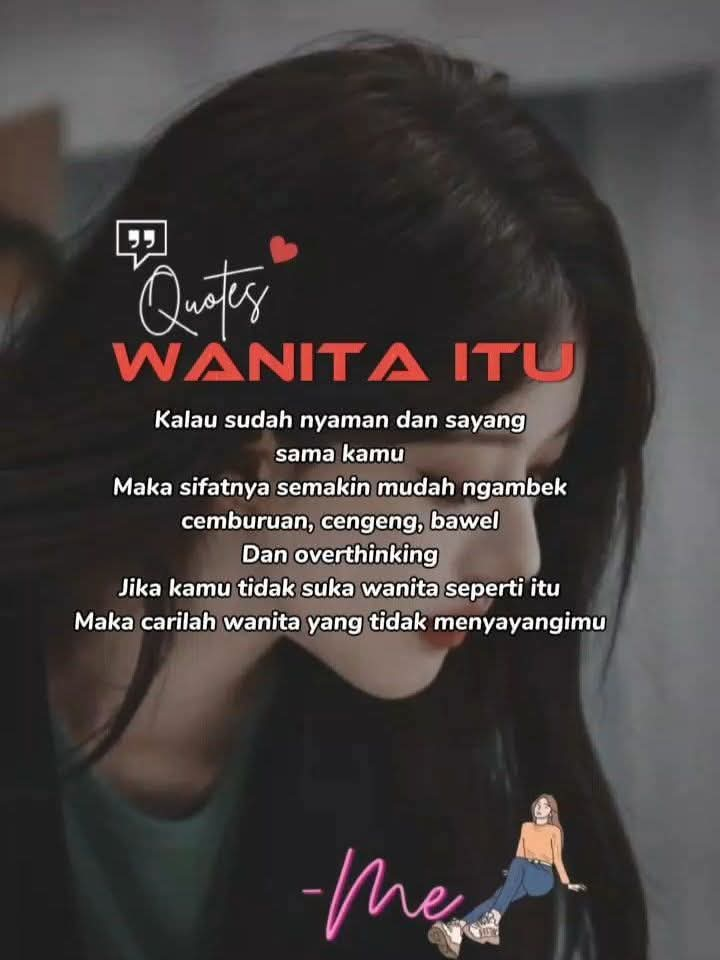 Quotes
WANITA ITU
Kalau sudah nyaman dan sayang
sama kamu
Maka sifatnya semakin mudah ngambek
cemburuan, cengeng, bawel
Dan overthinking
Jika kamu tidak suka wanita seperti itu
Maka carilah wanita yang tidak menyayangimu
-Me